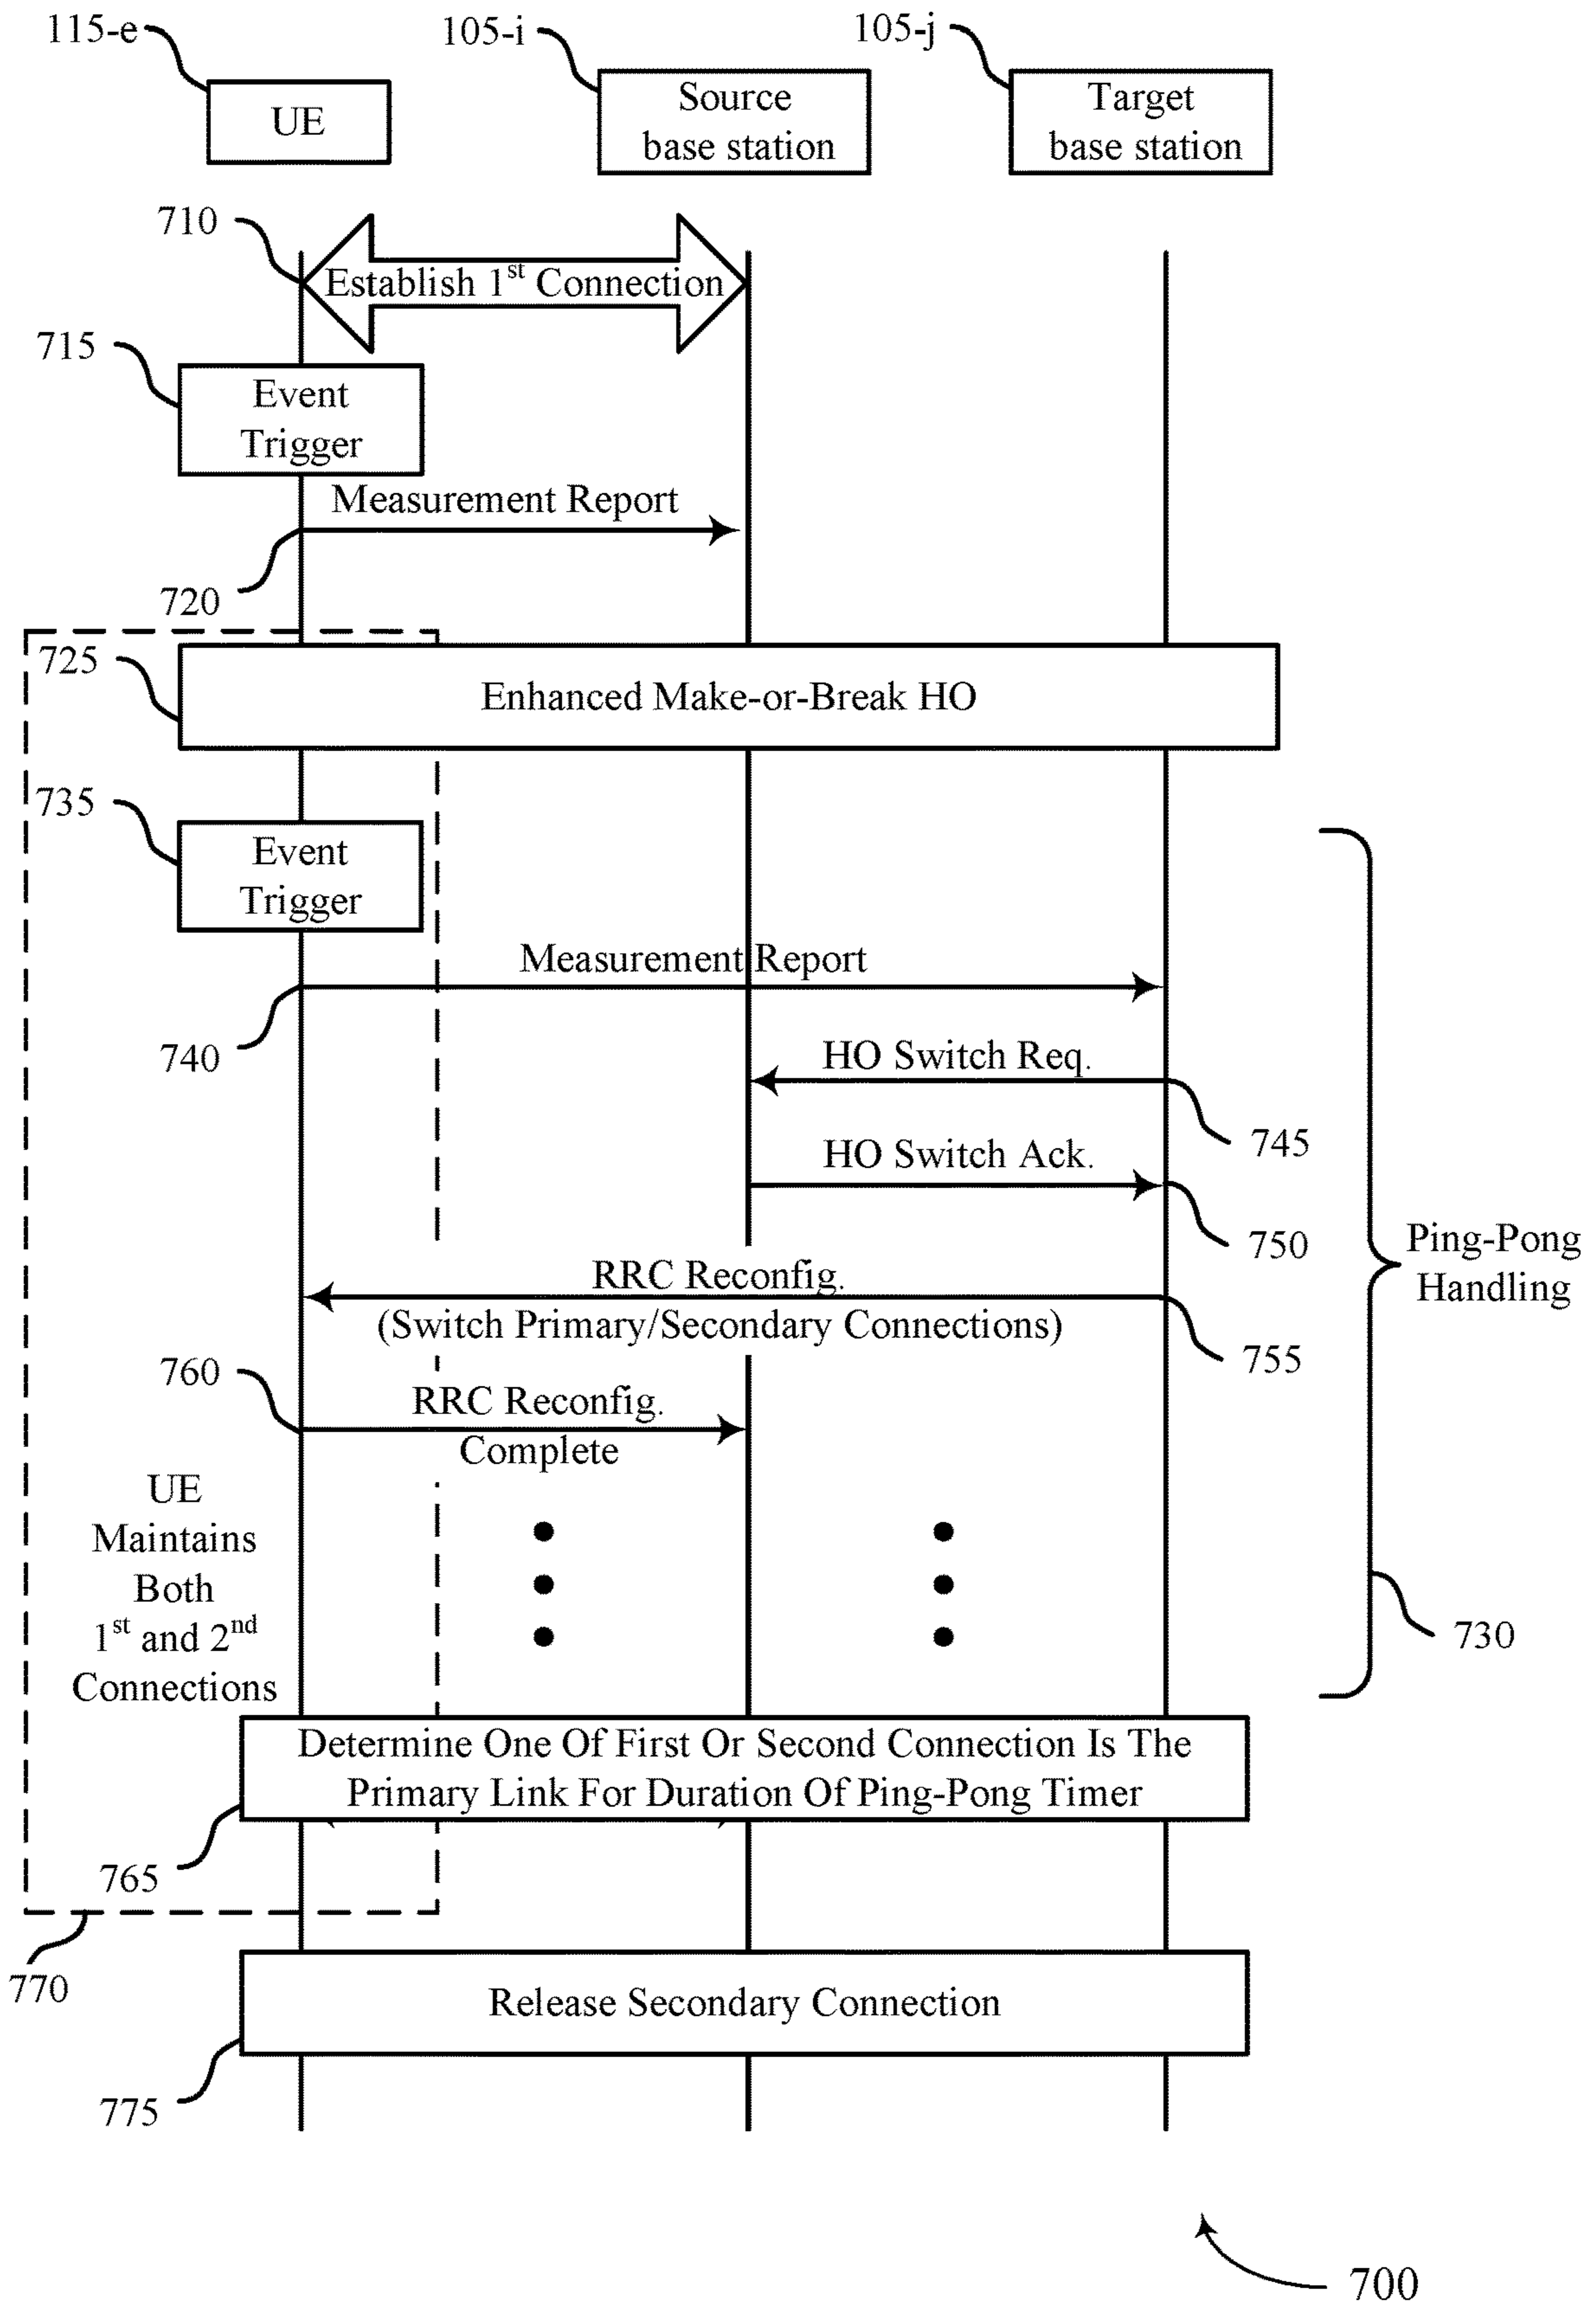 115-e
105-i
105-j
UE
Source
base station
Target
base station
710
Establish 1st Connection
715
Event
Trigger
Measurement Report
720
725
Enhanced Make-or-Break HO
735
Event
Trigger
Measurement Report
740
HO Switch Req.
745
HO Switch Ack.
750
Ping-Pong
Handling
RRC Reconfig.
(Switch Primary/Secondary Connections)
755
760
RRC Reconfig.
Complete
UE
Maintains
Both
1st and 2nd
Connections
730
Determine One Of First Or Second Connection Is The
Primary Link For Duration Of Ping-Pong Timer
765
770
Release Secondary Connection
775
700